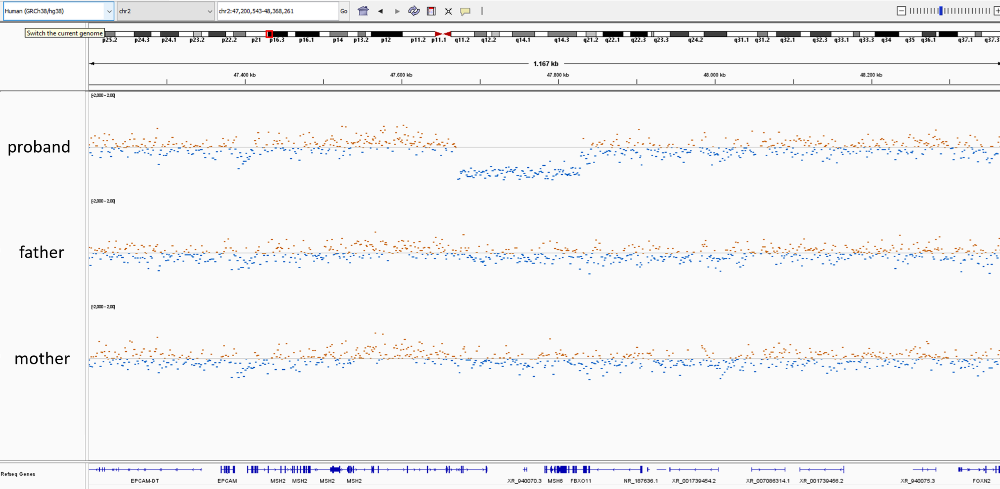 Human (GRCh38/hg38) chr2 chr2:47,200,543-48,368,261 Go
Switch the current genome
p25.2 p24.3 p24.1 p23.2 p22.2 p21 p16.3 p16.1 p14 p13.2 p12 p11.2 p11.1 q11.2 q12.2 q14.1 q14.3 q21.2 q22.1 q22.3 q23.3 q24.2 q31.1 q31.2 q32.1 q32.3 q33.1 q33.3 q34 q35 q36.1 q37.1 q37.3
1.167 kb
47.400 kb 47.600 kb 47.800 kb 48.000 kb 48.200 kb
[-2,000 - 2,00]
proband
[-2,000 - 2,00]
father
[-2,000 - 2,00]
mother
Refseq Genes
EPCAM-DT EPCAM MSH2 MSH2 MSH2 MSH2 XR_940070.3 MSH6 FBXO11 NR_187636.1 XR_001739454.2 XR_007086314.1 XR_001739456.2 XR_940075.3 FOXN2